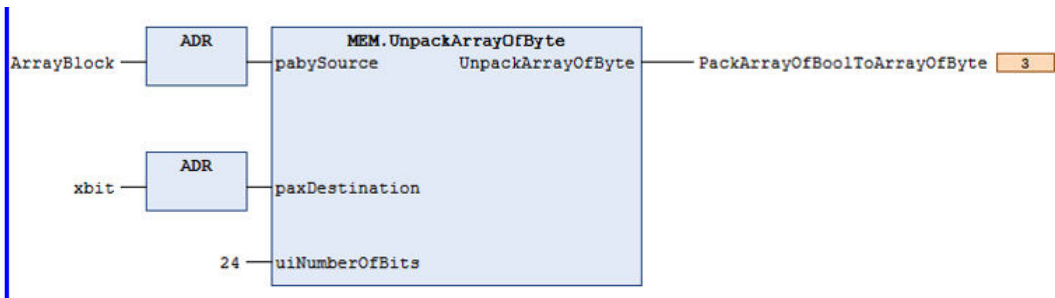 ADR
MEM.UnpackArrayOfByte
ArrayBlock
pabySource
UnpackArrayOfByte
PackArrayOfBoolToArrayOfByte
3
ADR
xbit
paxDestination
24
uiNumberOfBits